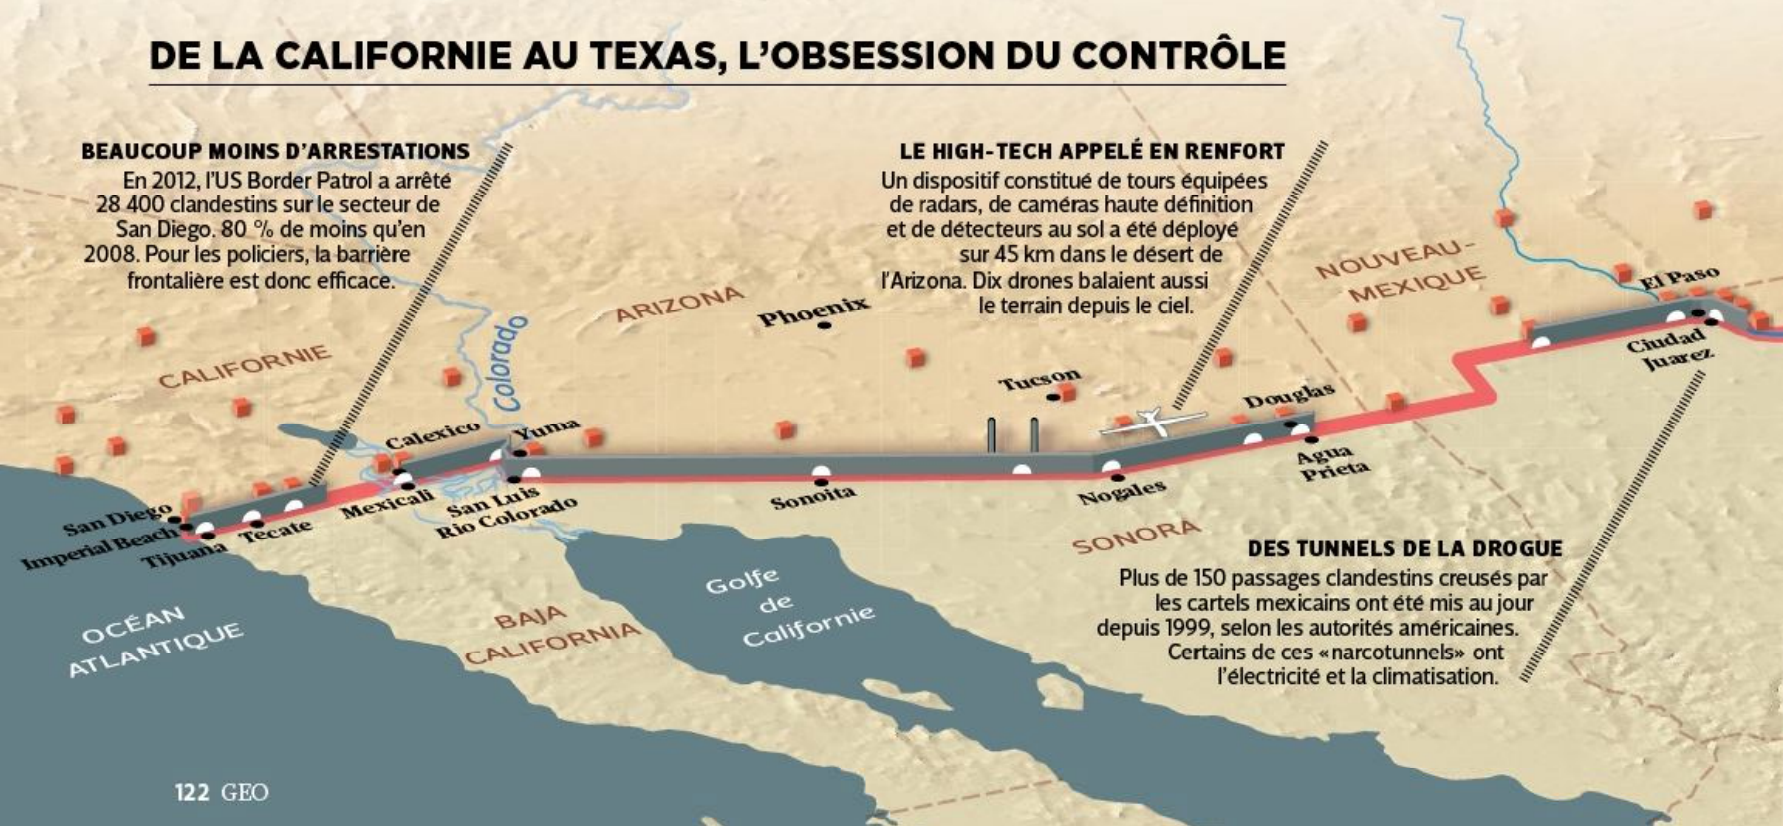 DE LA CALIFORNIE AU TEXAS, L'OBSESSION DU CONTRÔLE
BEAUCOUP MOINS D'ARRESTATIONS
En 2012, l'US Border Patrol a arrêté
28 400 clandestins sur le secteur de
San Diego. 80 % de moins qu'en
2008. Pour les policiers, la barrière
frontalière est donc efficace.
LE HIGH-TECH APPELÉ EN RENFORT
Un dispositif constitué de tours équipées
de radars, de caméras haute définition
et de détecteurs au sol a été déployé
sur 45 km dans le désert de
l'Arizona. Dix drones balaient aussi
le terrain depuis le ciel.
NOUVEAU-
MEXIQUE
El Paso
Ciudad
Juarez
ARIZONA
Phoenix
CALIFORNIE
Colorado
Tucson
Douglas
Calexico
Yuma
Agua
Prieta
San Diego
Imperial Beach
Tijuana
Tecate
Mexicali
San Luis
Rio Colorado
Sonoita
Nogales
SONORA
DES TUNNELS DE LA DROGUE
Plus de 150 passages clandestins creusés par
les cartels mexicains ont été mis au jour
depuis 1999, selon les autorités américaines.
Certains de ces «narcotunnels» ont
l'électricité et la climatisation.
OCÉAN
ATLANTIQUE
BAJA
CALIFORNIA
Golfe
de
Californie
122 GEO